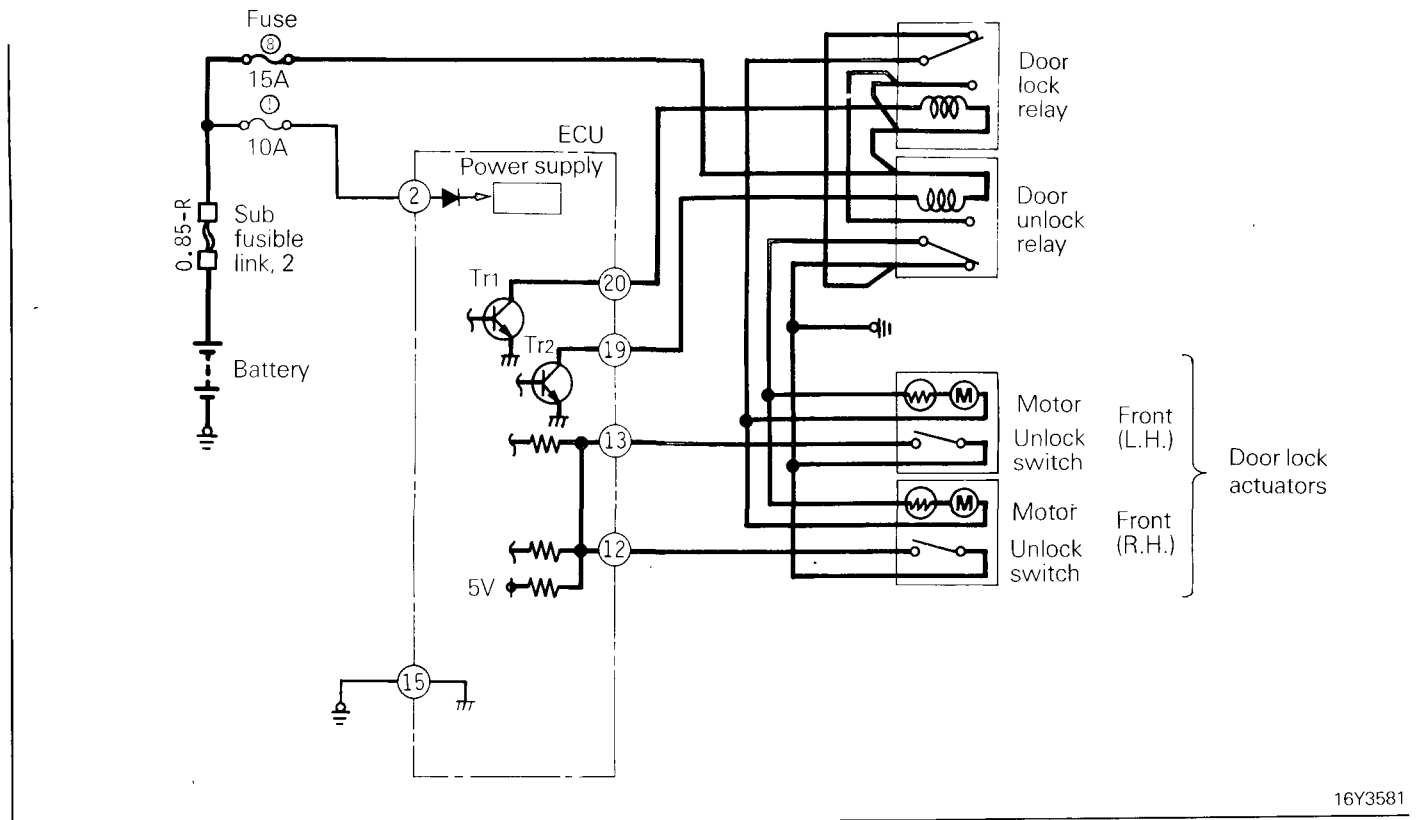 Fuse
⑧
15A
①
10A
ECU
Power supply
2
0.85-R
Sub
fusible
link, 2
Battery
Tr1
20
Tr2
19
13
12
5V
15
Door
lock
relay
Door
unlock
relay
M
Motor
Front
(L.H.)
Unlock
switch
M
Motor
Front
(R.H.)
Unlock
switch
Door lock
actuators
16Y3581